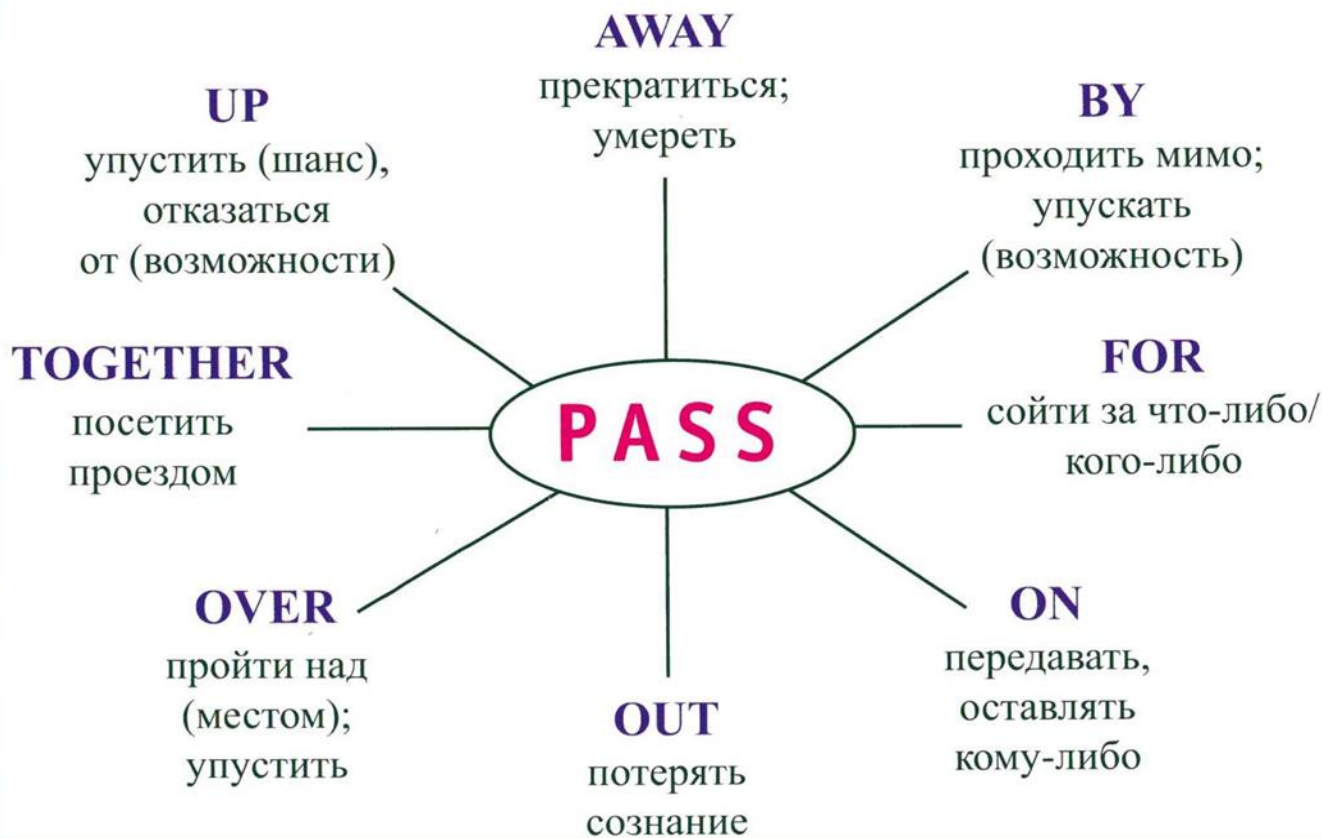 AWAY
прекратиться;
умереть
UP
упустить (шанс),
отказаться
от (возможности)
BY
проходить мимо;
упускать
(возможность)
TOGETHER
посетить
проездом
PASS
FOR
сойти за что-либо/
кого-либо
OVER
пройти над
(местом);
упустить
OUT
потерять
сознание
ON
передавать,
оставлять
кому-либо